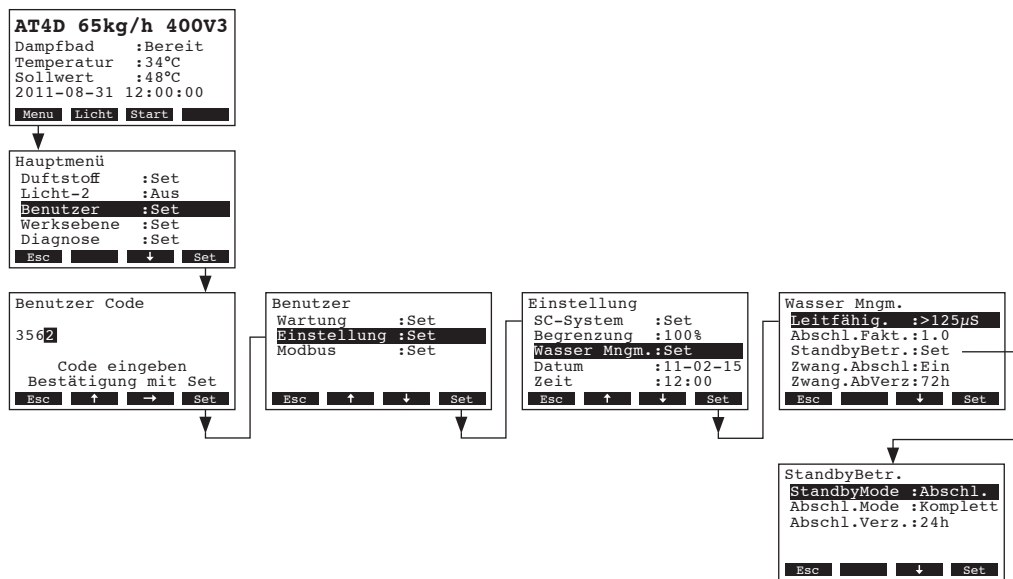 AT4D 65kg/h 400V3
Dampfbad :Bereit
Temperatur :34°C
Sollwert :48°C
2011-08-31 12:00:00
Menu Licht Start
Hauptmenü
Duftstoff :Set
Licht-2 :Aus
Benutzer :Set
Werksebene :Set
Diagnose :Set
Esc ↓ Set
Benutzer Code
3562
Code eingeben
Bestätigung mit Set
Esc ↑ → Set
Benutzer
Wartung :Set
Einstellung :Set
Modbus :Set
Esc ↑ ↓ Set
Einstellung
SC-System :Set
Begrenzung :100%
Wasser Mngm.:Set
Datum :11-02-15
Zeit :12:00
Esc ↑ ↓ Set
Wasser Mngm.
Leitfähig. :>125µS
Abschl.Fakt.:1.0
StandbyBetr.:Set
Zwang.Abschl:Ein
Zwang.AbVerz:72h
Esc ↓ Set
StandbyBetr.
StandbyMode :Abschl.
Abschl.Mode :Komplett
Abschl.Verz.:24h
Esc ↓ Set